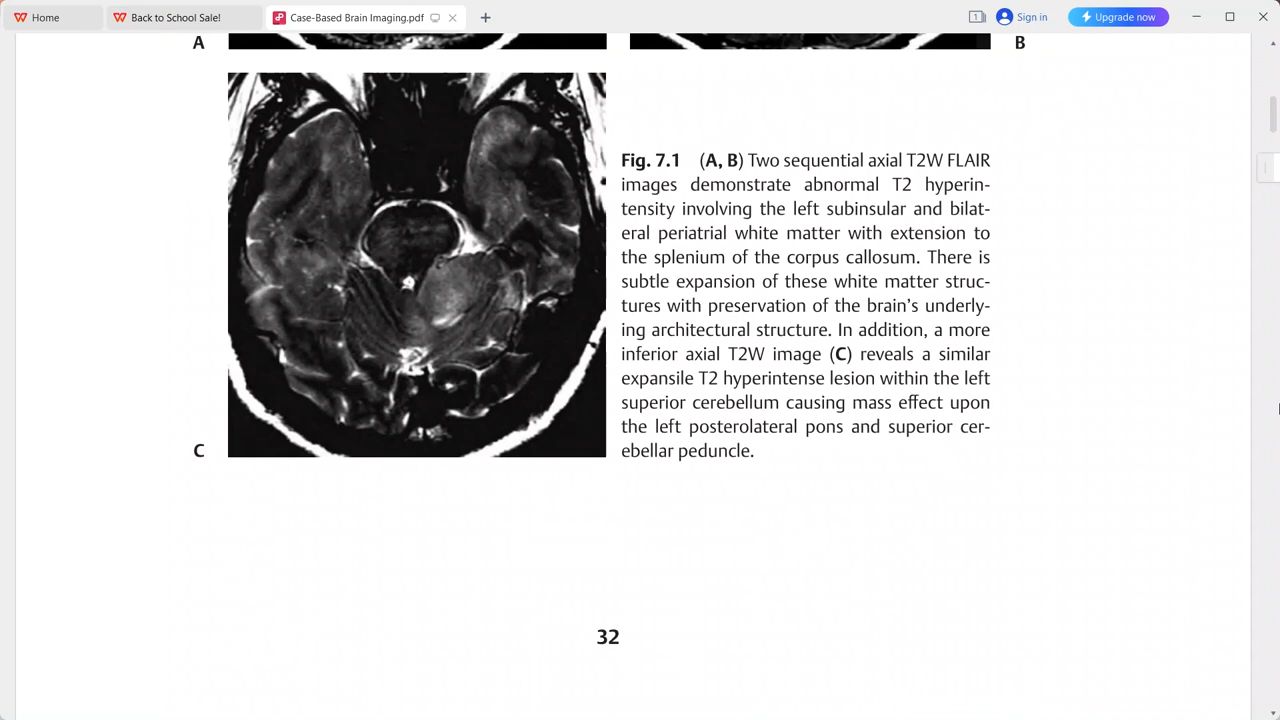 Home
Back to School Sale!
Case-Based Brain Imaging.pdf
1
Sign in
Upgrade now
A
B
C
Fig. 7.1 (A, B) Two sequential axial T2W FLAIR
images demonstrate abnormal T2 hyperin-
tensity involving the left subinsular and bilat-
eral periatrial white matter with extension to
the splenium of the corpus callosum. There is
subtle expansion of these white matter struc-
tures with preservation of the brain's underly-
ing architectural structure. In addition, a more
inferior axial T2W image (C) reveals a similar
expansile T2 hyperintense lesion within the left
superior cerebellum causing mass effect upon
the left posterolateral pons and superior cer-
ebellar peduncle.
32